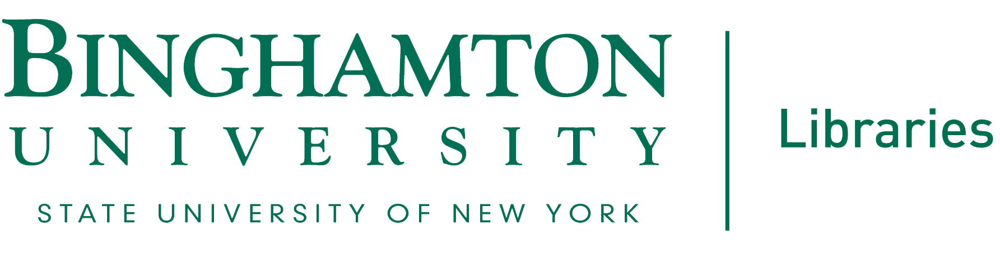 BINGHAMTON
UNIVERSITY
STATE UNIVERSITY OF NEW YORK
Libraries